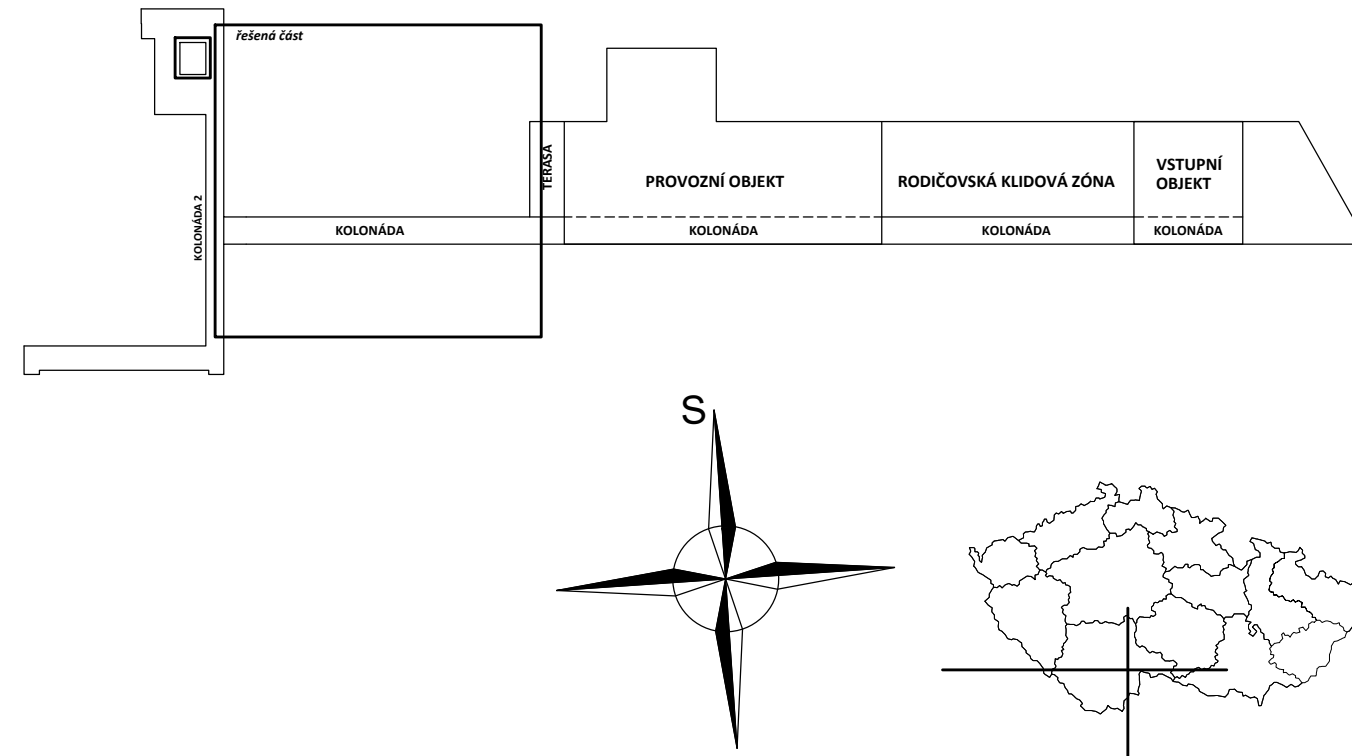 řešená část
TERASA
PROVOZNÍ OBJEKT
RODIČOVSKÁ KLIDOVÁ ZÓNA
VSTUPNÍ
OBJEKT
KOLONÁDA 2
KOLONÁDA
KOLONÁDA
KOLONÁDA
KOLONÁDA
S